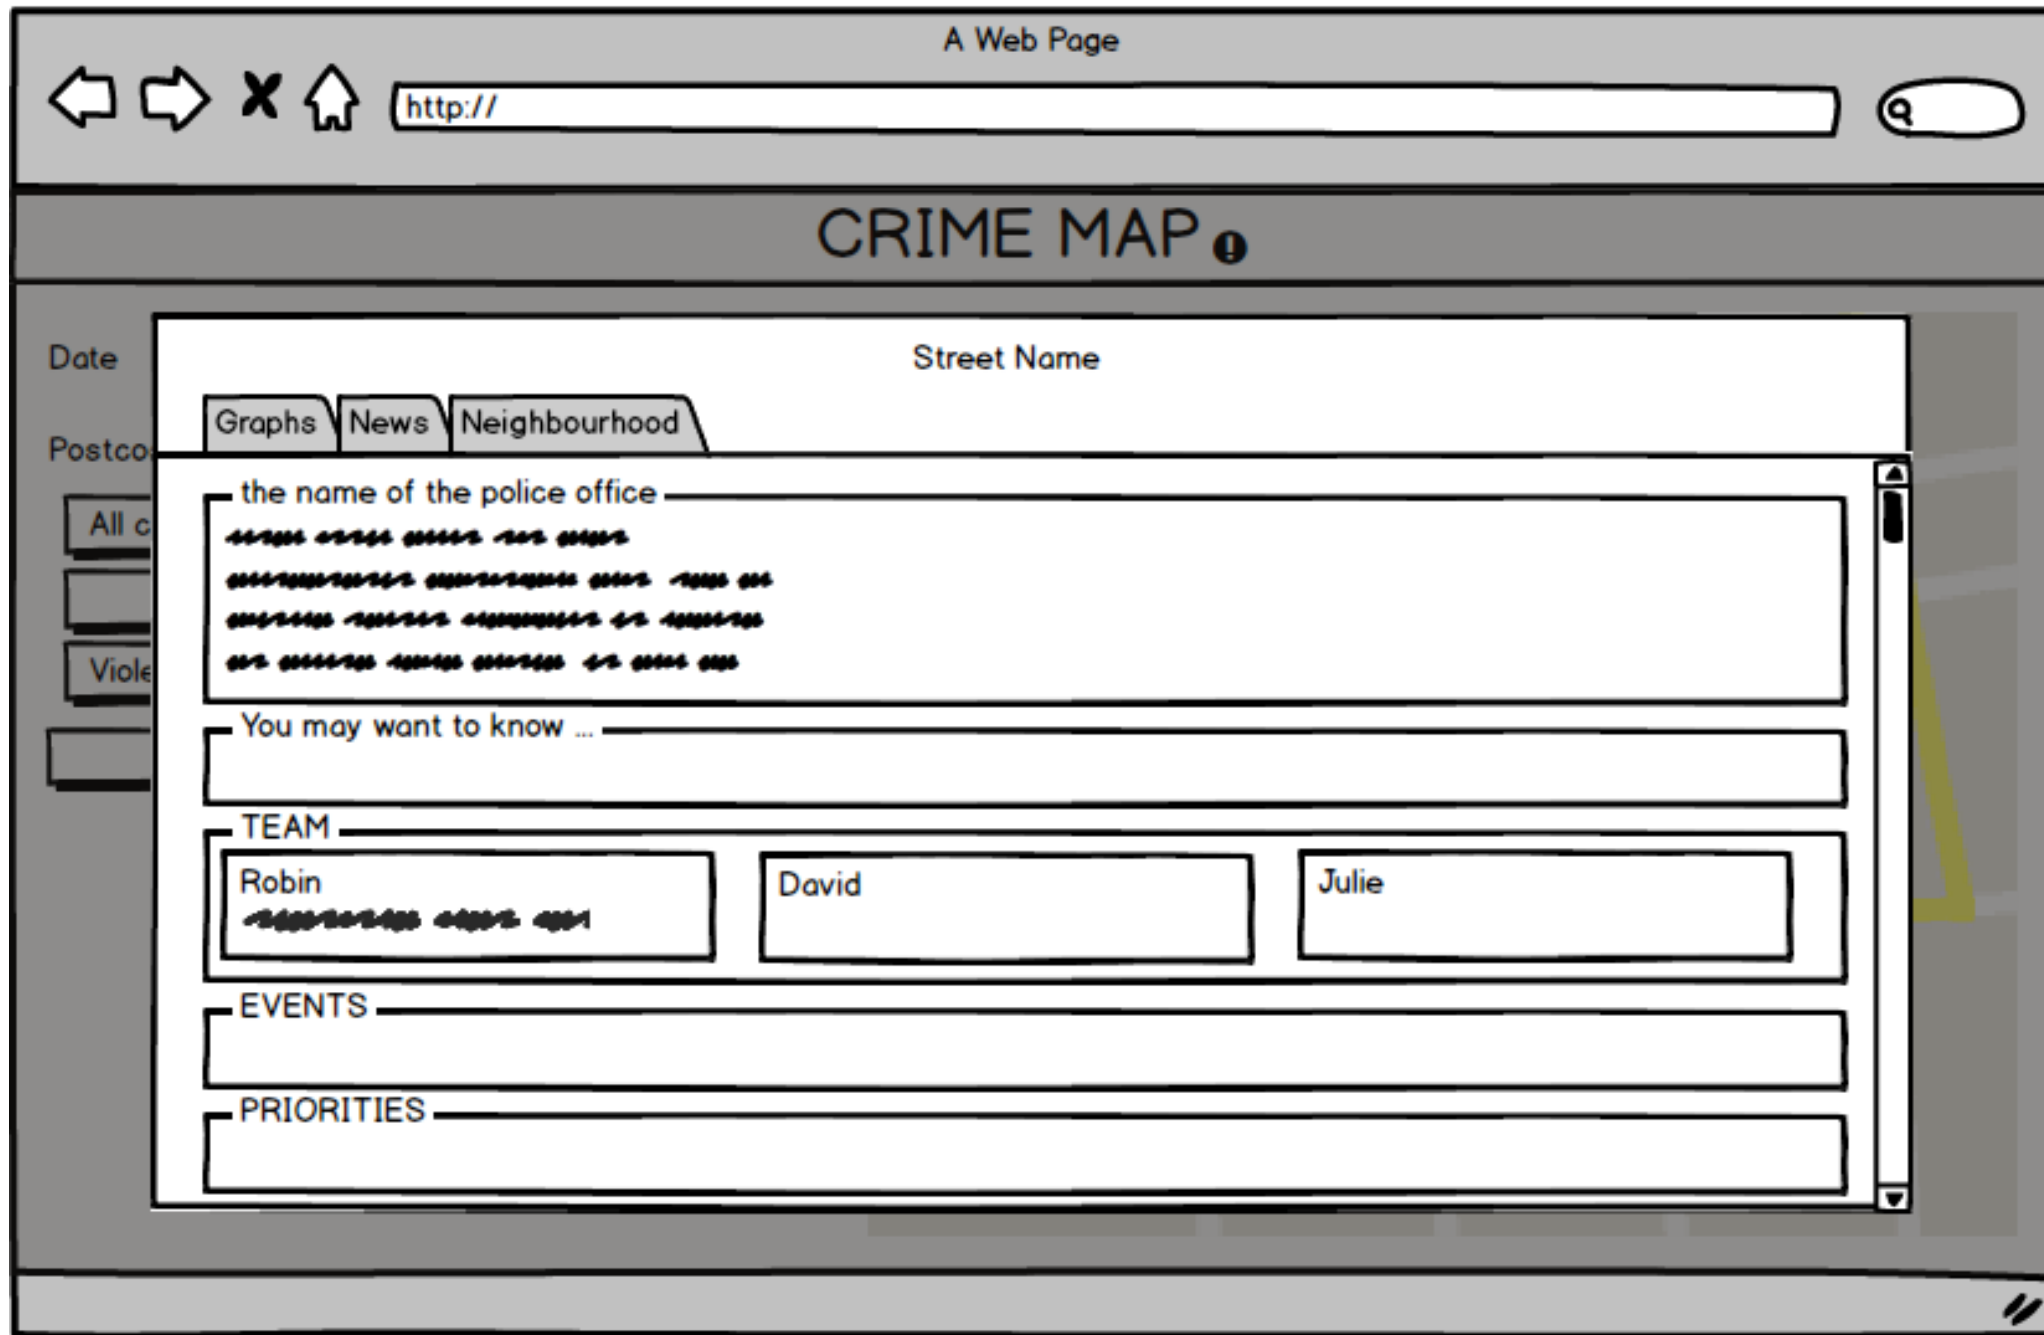 A Web Page
http://
CRIME MAP
Date
Street Name
Graphs
News
Neighbourhood
Postco
the name of the police office
All c
Viole
You may want to know ...
TEAM
Robin
David
Julie
EVENTS
PRIORITIES